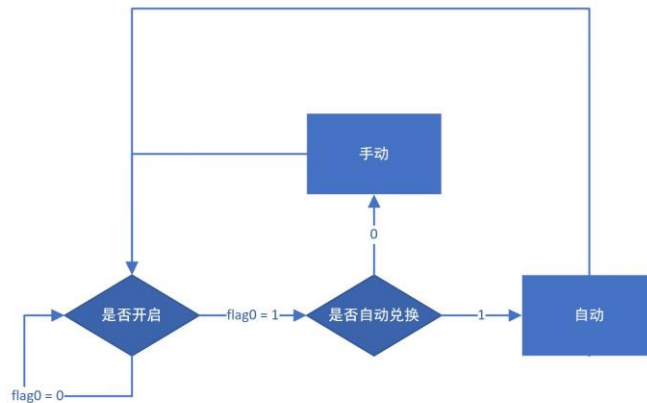 手动
0
是否开启
flag0 = 1
是否自动兑换
1
自动
flag0 = 0